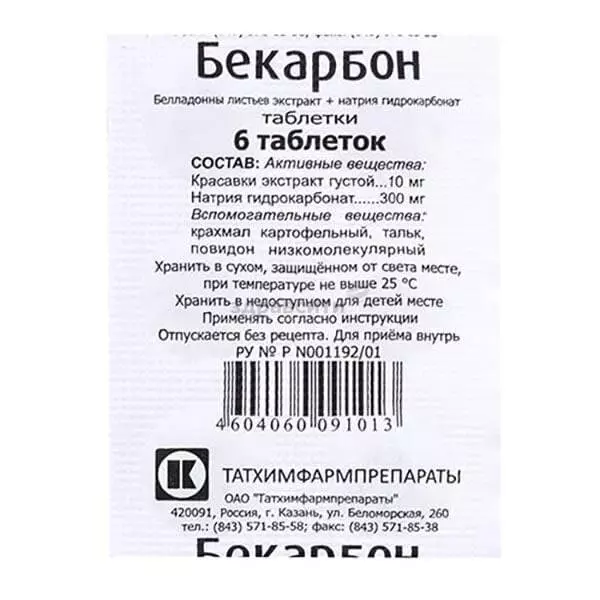 Бекарбон
Белладонны листьев экстракт + натрия гидрокарбонат
таблетки
6 таблеток
СОСТАВ: Активные вещества:
Красавки экстракт густой...10 мг
Натрия гидрокарбонат......300 мг
Вспомогательные вещества:
крахмал картофельный, тальк,
повидон низкомолекулярный
Хранить в сухом, защищённом от света месте,
при температуре не выше 25 °С
здравсити
Хранить в недоступном для детей месте
Применять согласно инструкции
Отпускается без рецепта. Для приёма внутрь
РУ № Р N001192/01
4 604060 091013
ТАТХИМФАРМПРЕПАРАТЫ
ОАО "Татхимфармпрепараты"
420091, Россия, г. Казань, ул. Беломорская, 260
тел.: (843) 571-85-58; факс: (843) 571-85-38
Бекарбон